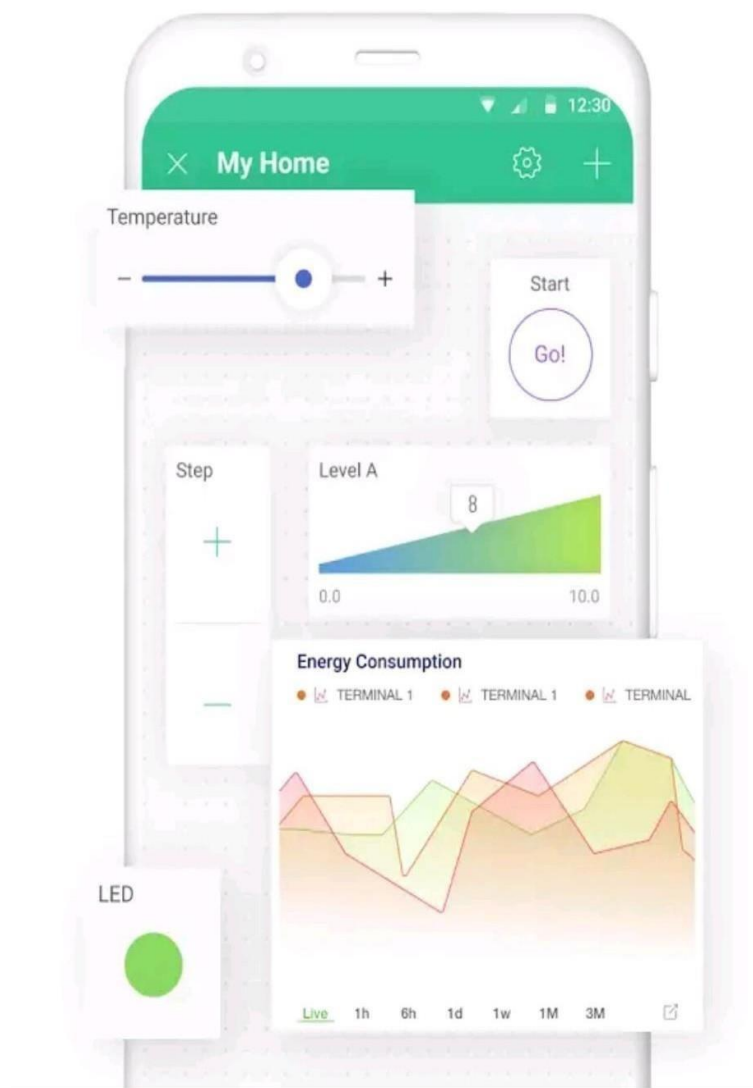 12:30
My Home
Temperature
− +
Start
Go!
Step
+
−
Level A
8
0.0 10.0
Energy Consumption
TERMINAL 1 TERMINAL 1 TERMINAL
LED
Live 1h 6h 1d 1w 1M 3M